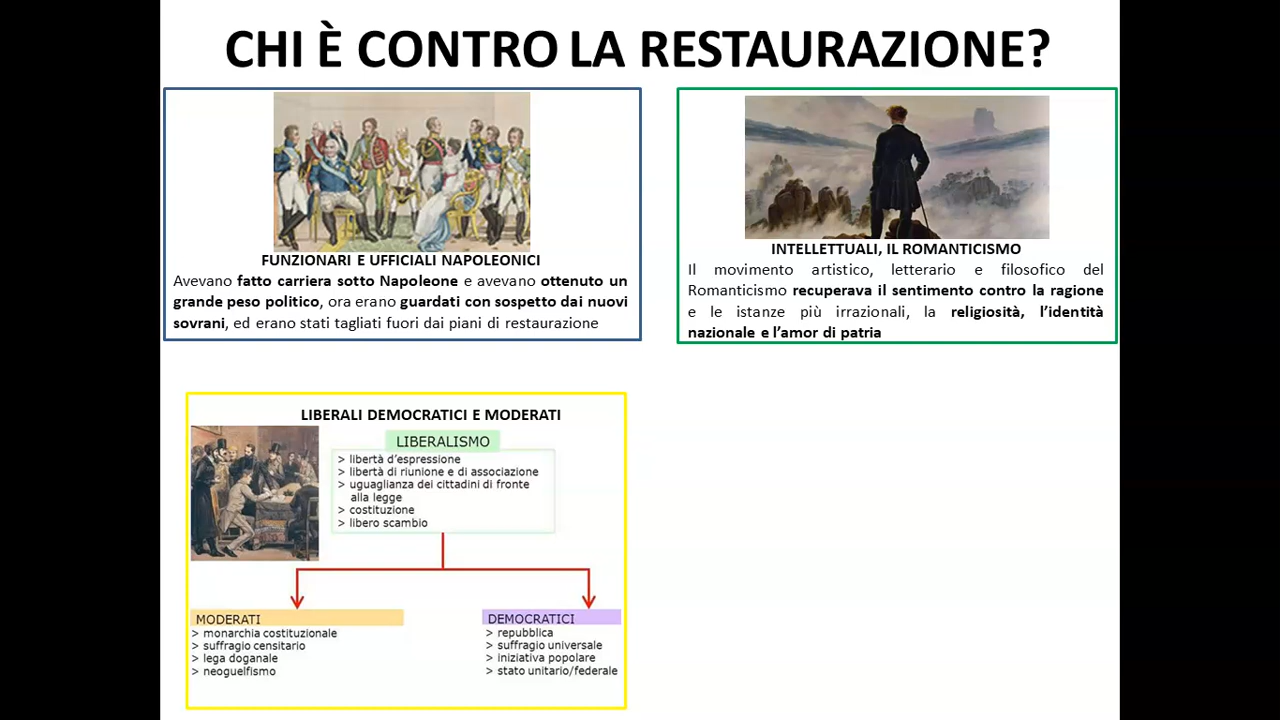 CHI È CONTRO LA RESTAURAZIONE?
FUNZIONARI E UFFICIALI NAPOLEONICI
Avevano fatto carriera sotto Napoleone e avevano ottenuto un
grande peso politico, ora erano guardati con sospetto dai nuovi
sovrani, ed erano stati tagliati fuori dai piani di restaurazione
INTELLETTUALI, IL ROMANTICISMO
Il movimento artistico, letterario e filosofico del
Romanticismo recuperava il sentimento contro la ragione
e le istanze più irrazionali, la religiosità, l’identità
nazionale e l’amor di patria
LIBERALI DEMOCRATICI E MODERATI
LIBERALISMO
> libertà d’espressione
> libertà di riunione e di associazione
> uguaglianza dei cittadini di fronte
alla legge
> costituzione
> libero scambio
MODERATI
> monarchia costituzionale
> suffragio censitario
> lega doganale
> neoguelfismo
DEMOCRATICI
> repubblica
> suffragio universale
> iniziativa popolare
> stato unitario/federale